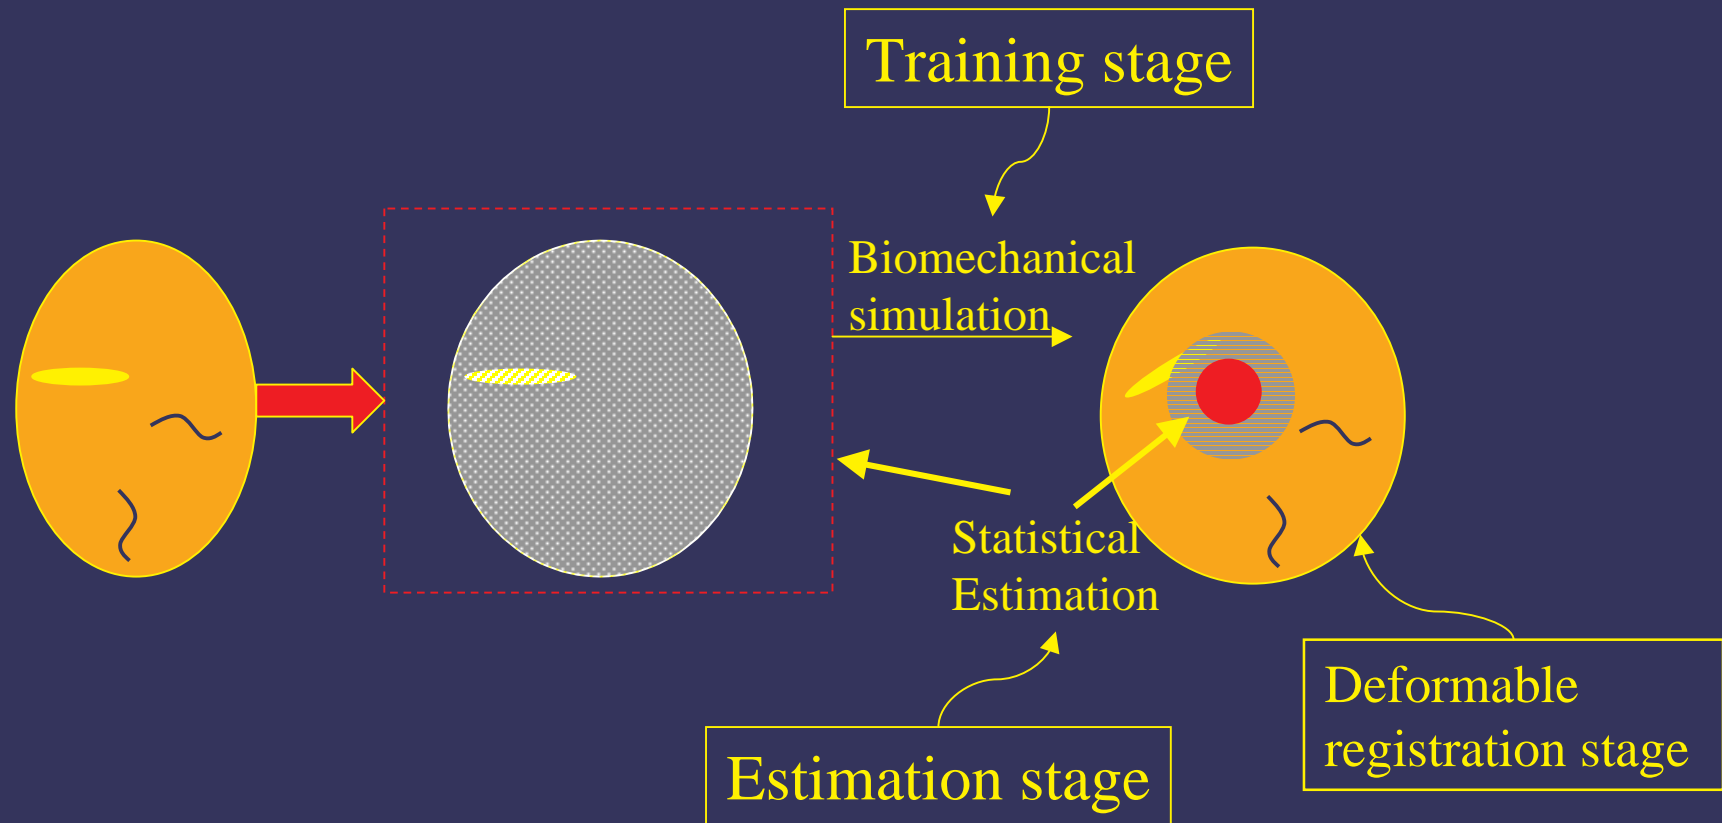 Training stage
Biomechanical
simulation
Statistical
Estimation
Deformable
registration stage
Estimation stage